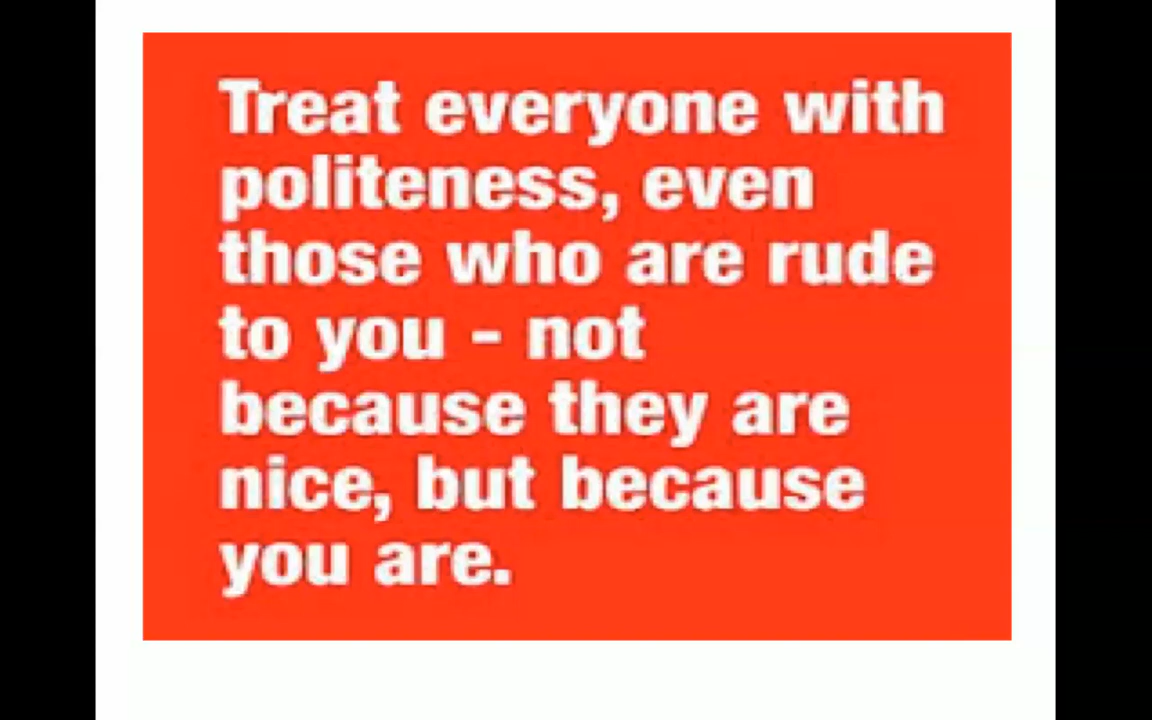 Treat everyone with
politeness, even
those who are rude
to you - not
because they are
nice, but because
you are.